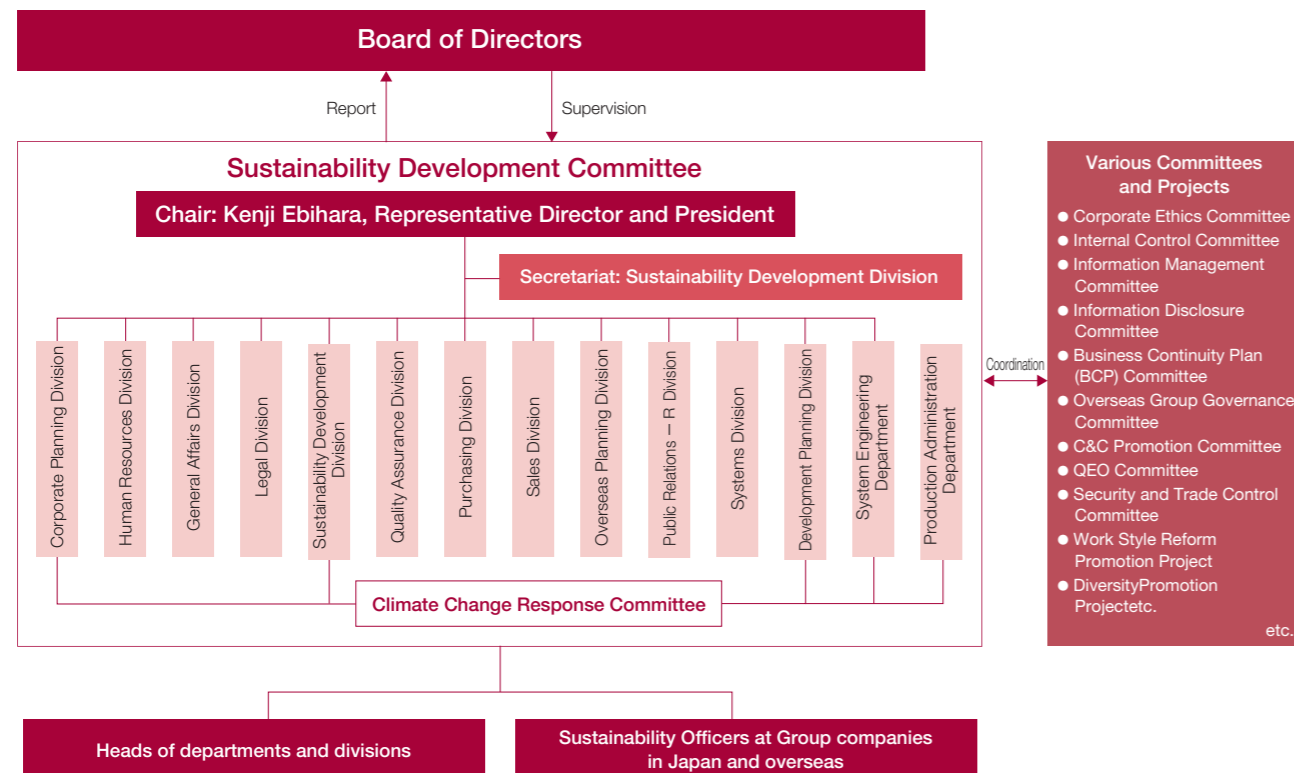 Board of Directors
Report
Supervision
Sustainability Development Committee
Chair: Kenji Ebihara, Representative Director and President
Secretariat: Sustainability Development Division
Corporate Planning Division
Human Resources Division
General Affairs Division
Legal Division
Sustainability Development
Division
Quality Assurance Division
Purchasing Division
Sales Division
Overseas Planning Division
Public Relations – R Division
Systems Division
Development Planning Division
System Engineering
Department
Production Administration
Department
Climate Change Response Committee
Coordination
Various Committees
and Projects
● Corporate Ethics Committee
● Internal Control Committee
● Information Management
Committee
● Information Disclosure
Committee
● Business Continuity Plan
(BCP) Committee
● Overseas Group Governance
Committee
● C&C Promotion Committee
● QEO Committee
● Security and Trade Control
Committee
● Work Style Reform
Promotion Project
● DiversityPromotion
Projectetc.
etc.
Heads of departments and divisions
Sustainability Officers at Group companies
in Japan and overseas